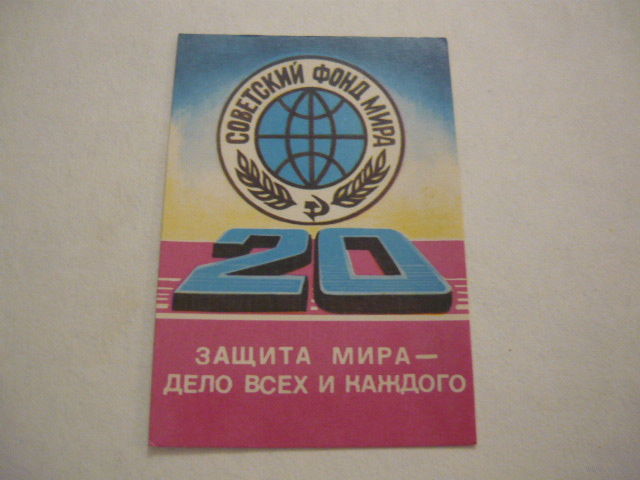 СОВЕТСКИЙ ФОНД МИРА
20
ЗАЩИТА МИРА —
ДЕЛО ВСЕХ И КАЖДОГО